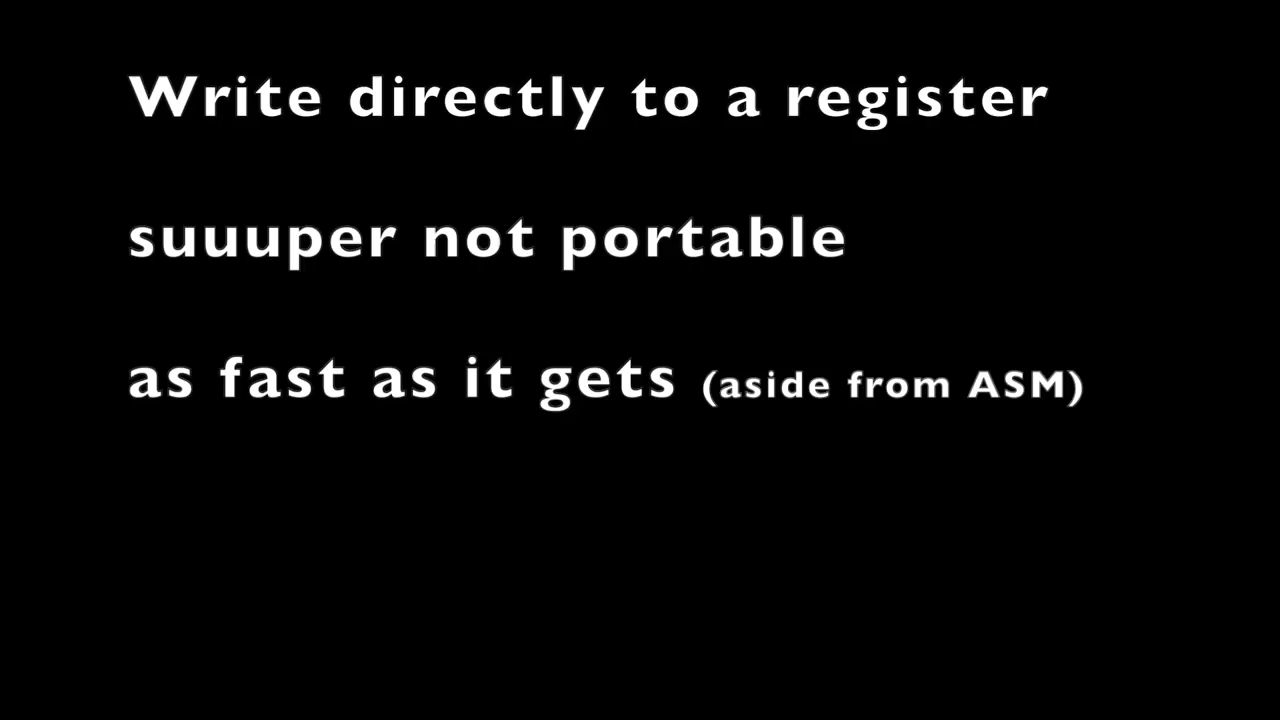 Write directly to a register
suuuper not portable
as fast as it gets (aside from ASM)